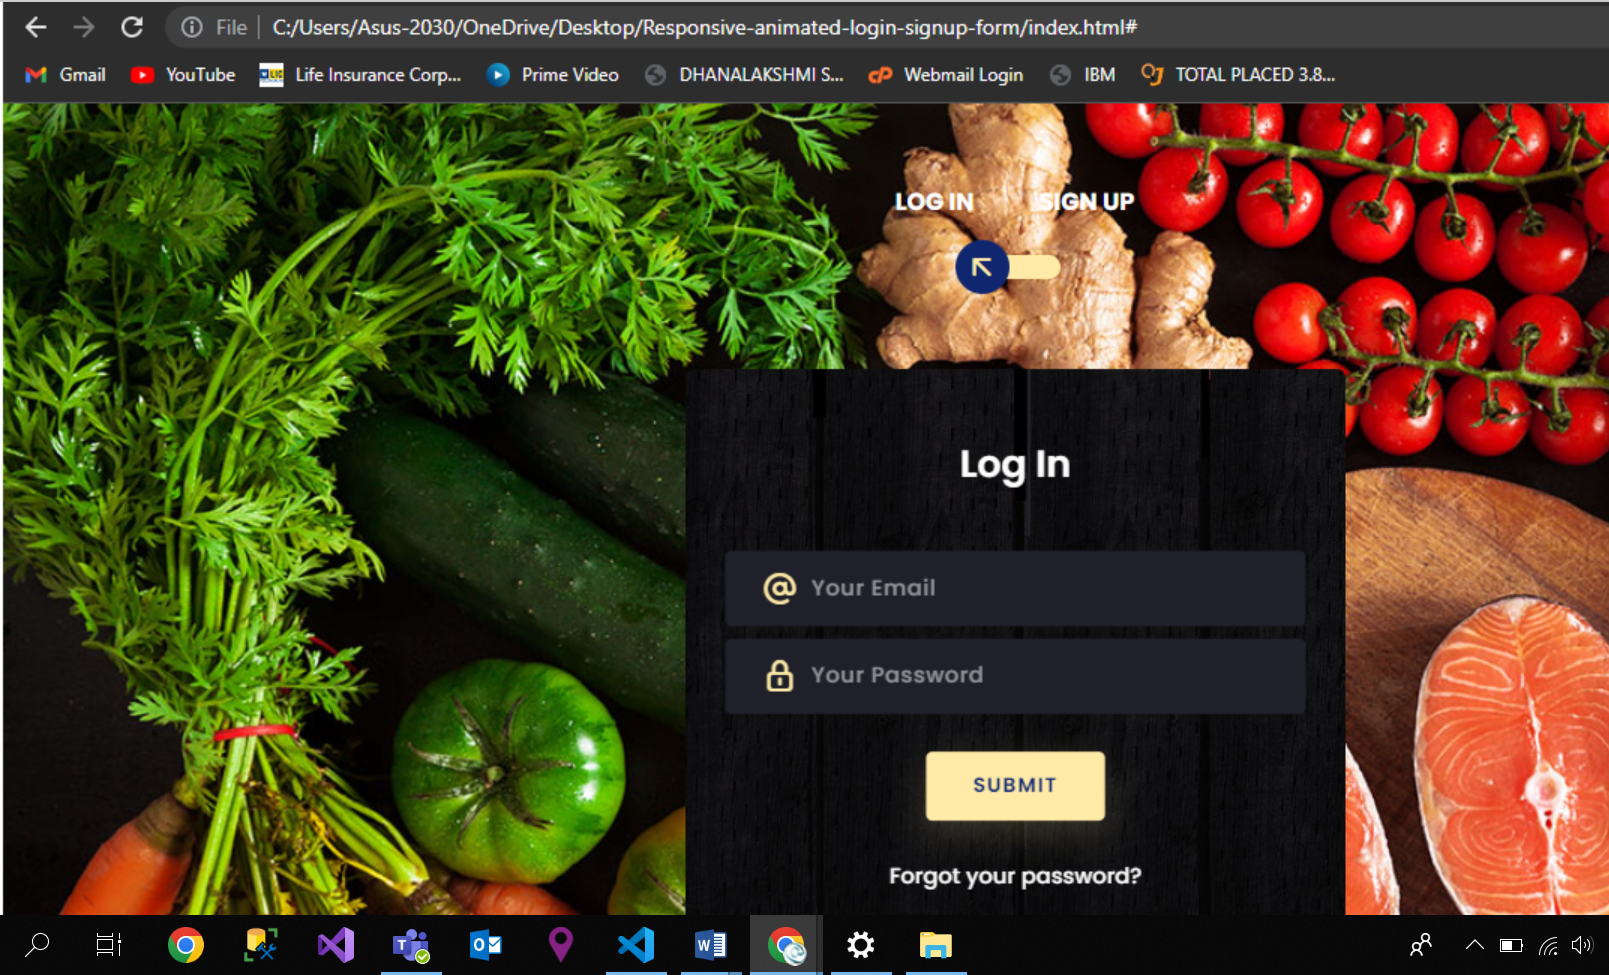 File C:/Users/Asus-2030/OneDrive/Desktop/Responsive-animated-login-signup-form/index.html#
Gmail YouTube LIC Life Insurance Corp... Prime Video DHANALAKSHMI S... cP Webmail Login IBM TOTAL PLACED 3.8...
LOG IN SIGN UP
Log In
@ Your Email
Your Password
SUBMIT
Forgot your password?